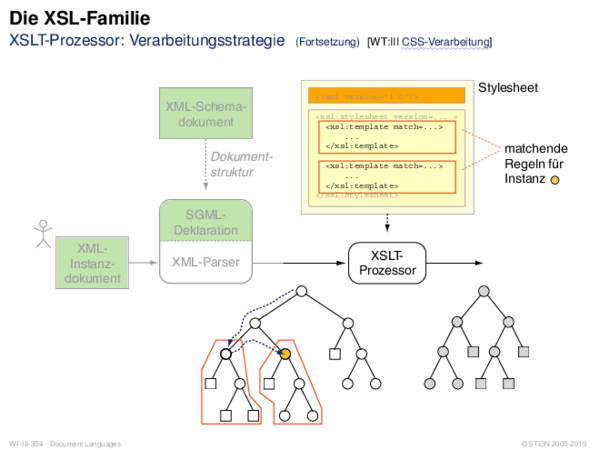 Die XSL-Familie
XSLT-Prozessor: Verarbeitungsstrategie (Fortsetzung) [WT:III CSS-Verarbeitung]
XML-Schema-
dokument
Dokument-
struktur
SGML-
Deklaration
XML-Parser
XML-
Instanz-
dokument
Stylesheet
<?xml version="1.0"?>
<xsl:stylesheet version=... >
<xsl:template match=...>
...
</xsl:template>
<xsl:template match=...>
...
</xsl:template>
</xsl:stylesheet>
matchende
Regeln für
Instanz
XSLT-
Prozessor
WT:III-354 Document Languages
© STEIN 2005-2019